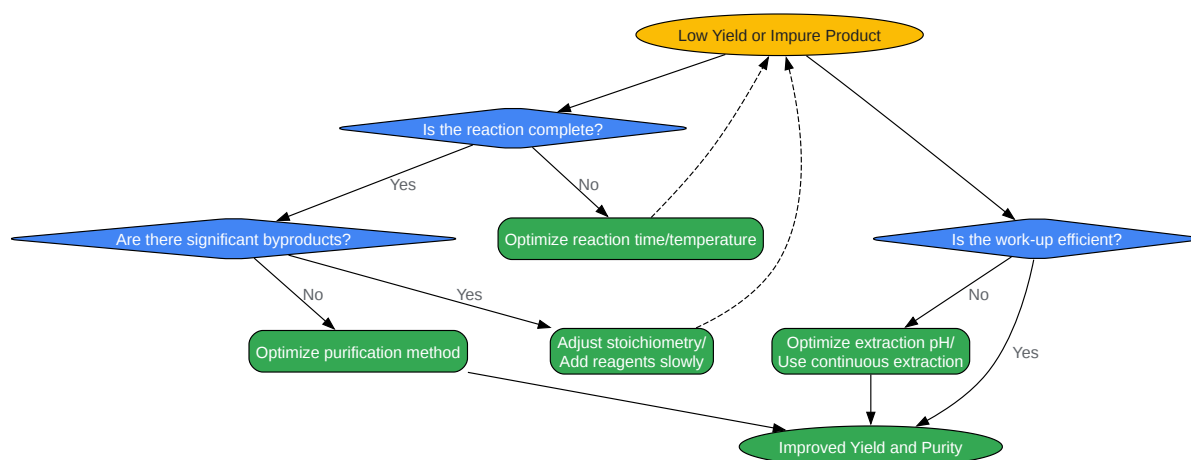 Low Yield or Impure Product
Is the reaction complete?
Yes
No
Are there significant byproducts?
Optimize reaction time/temperature
Is the work-up efficient?
No
Yes
No
Yes
Optimize purification method
Adjust stoichiometry/
Add reagents slowly
Optimize extraction pH/
Use continuous extraction
Improved Yield and Purity